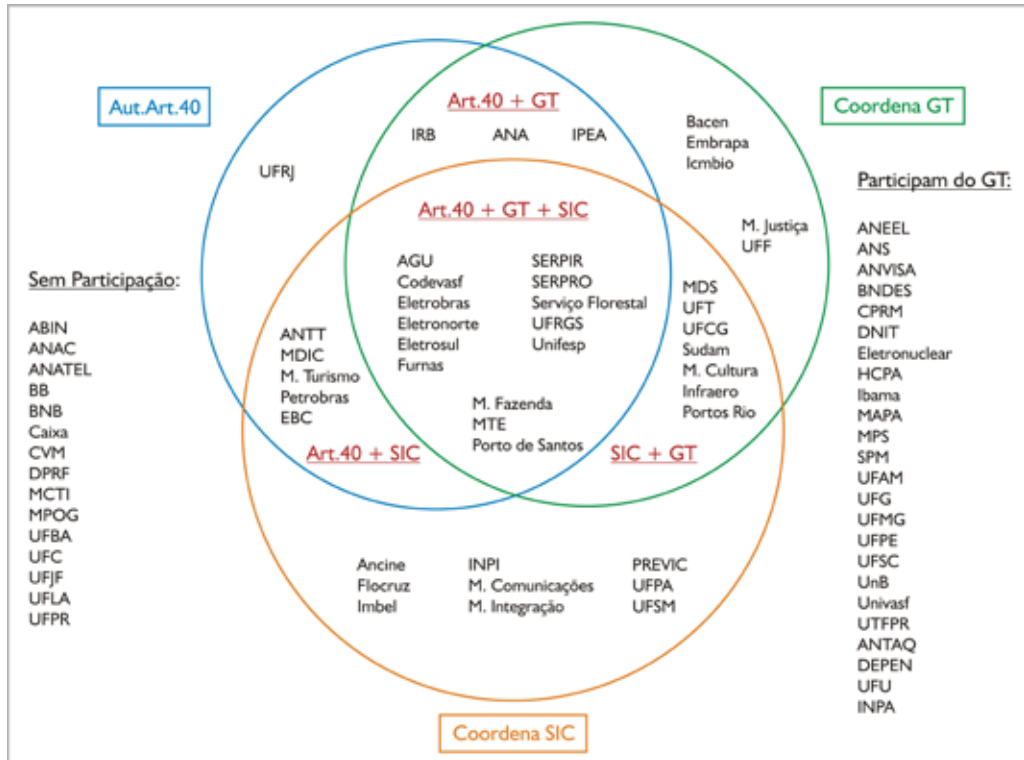 Aut.Art.40
Coordena GT
Art.40 + GT
IRB ANA IPEA
UFRJ
Bacen
Embrapa
Icmbio
M. Justiça
UFF
Art.40 + GT + SIC
AGU
Codevasf
Eletrobras
Eletronorte
Eletrosul
Furnas
SERPIR
SERPRO
Serviço Florestal
UFRGS
Unifesp
M. Fazenda
MTE
Porto de Santos
ANTT
MDIC
M. Turismo
Petrobras
EBC
Art.40 + SIC
MDS
UFT
UFCG
Sudam
M. Cultura
Infraero
Portos Rio
SIC + GT
Ancine
Flocruz
Imbel
INPI
M. Comunicações
M. Integração
PREVIC
UFPA
UFSM
Coordena SIC
Sem Participação:
ABIN
ANAC
ANATEL
BB
BNB
Caixa
CVM
DPRF
MCTI
MPOG
UFBA
UFC
UFJF
UFLA
UFPR
Participam do GT:
ANEEL
ANS
ANVISA
BNDES
CPRM
DNIT
Eletronuclear
HCPA
Ibama
MAPA
MPS
SPM
UFAM
UFG
UFMG
UFPE
UFSC
UnB
Univasf
UTFPR
ANTAQ
DEPEN
UFU
INPA